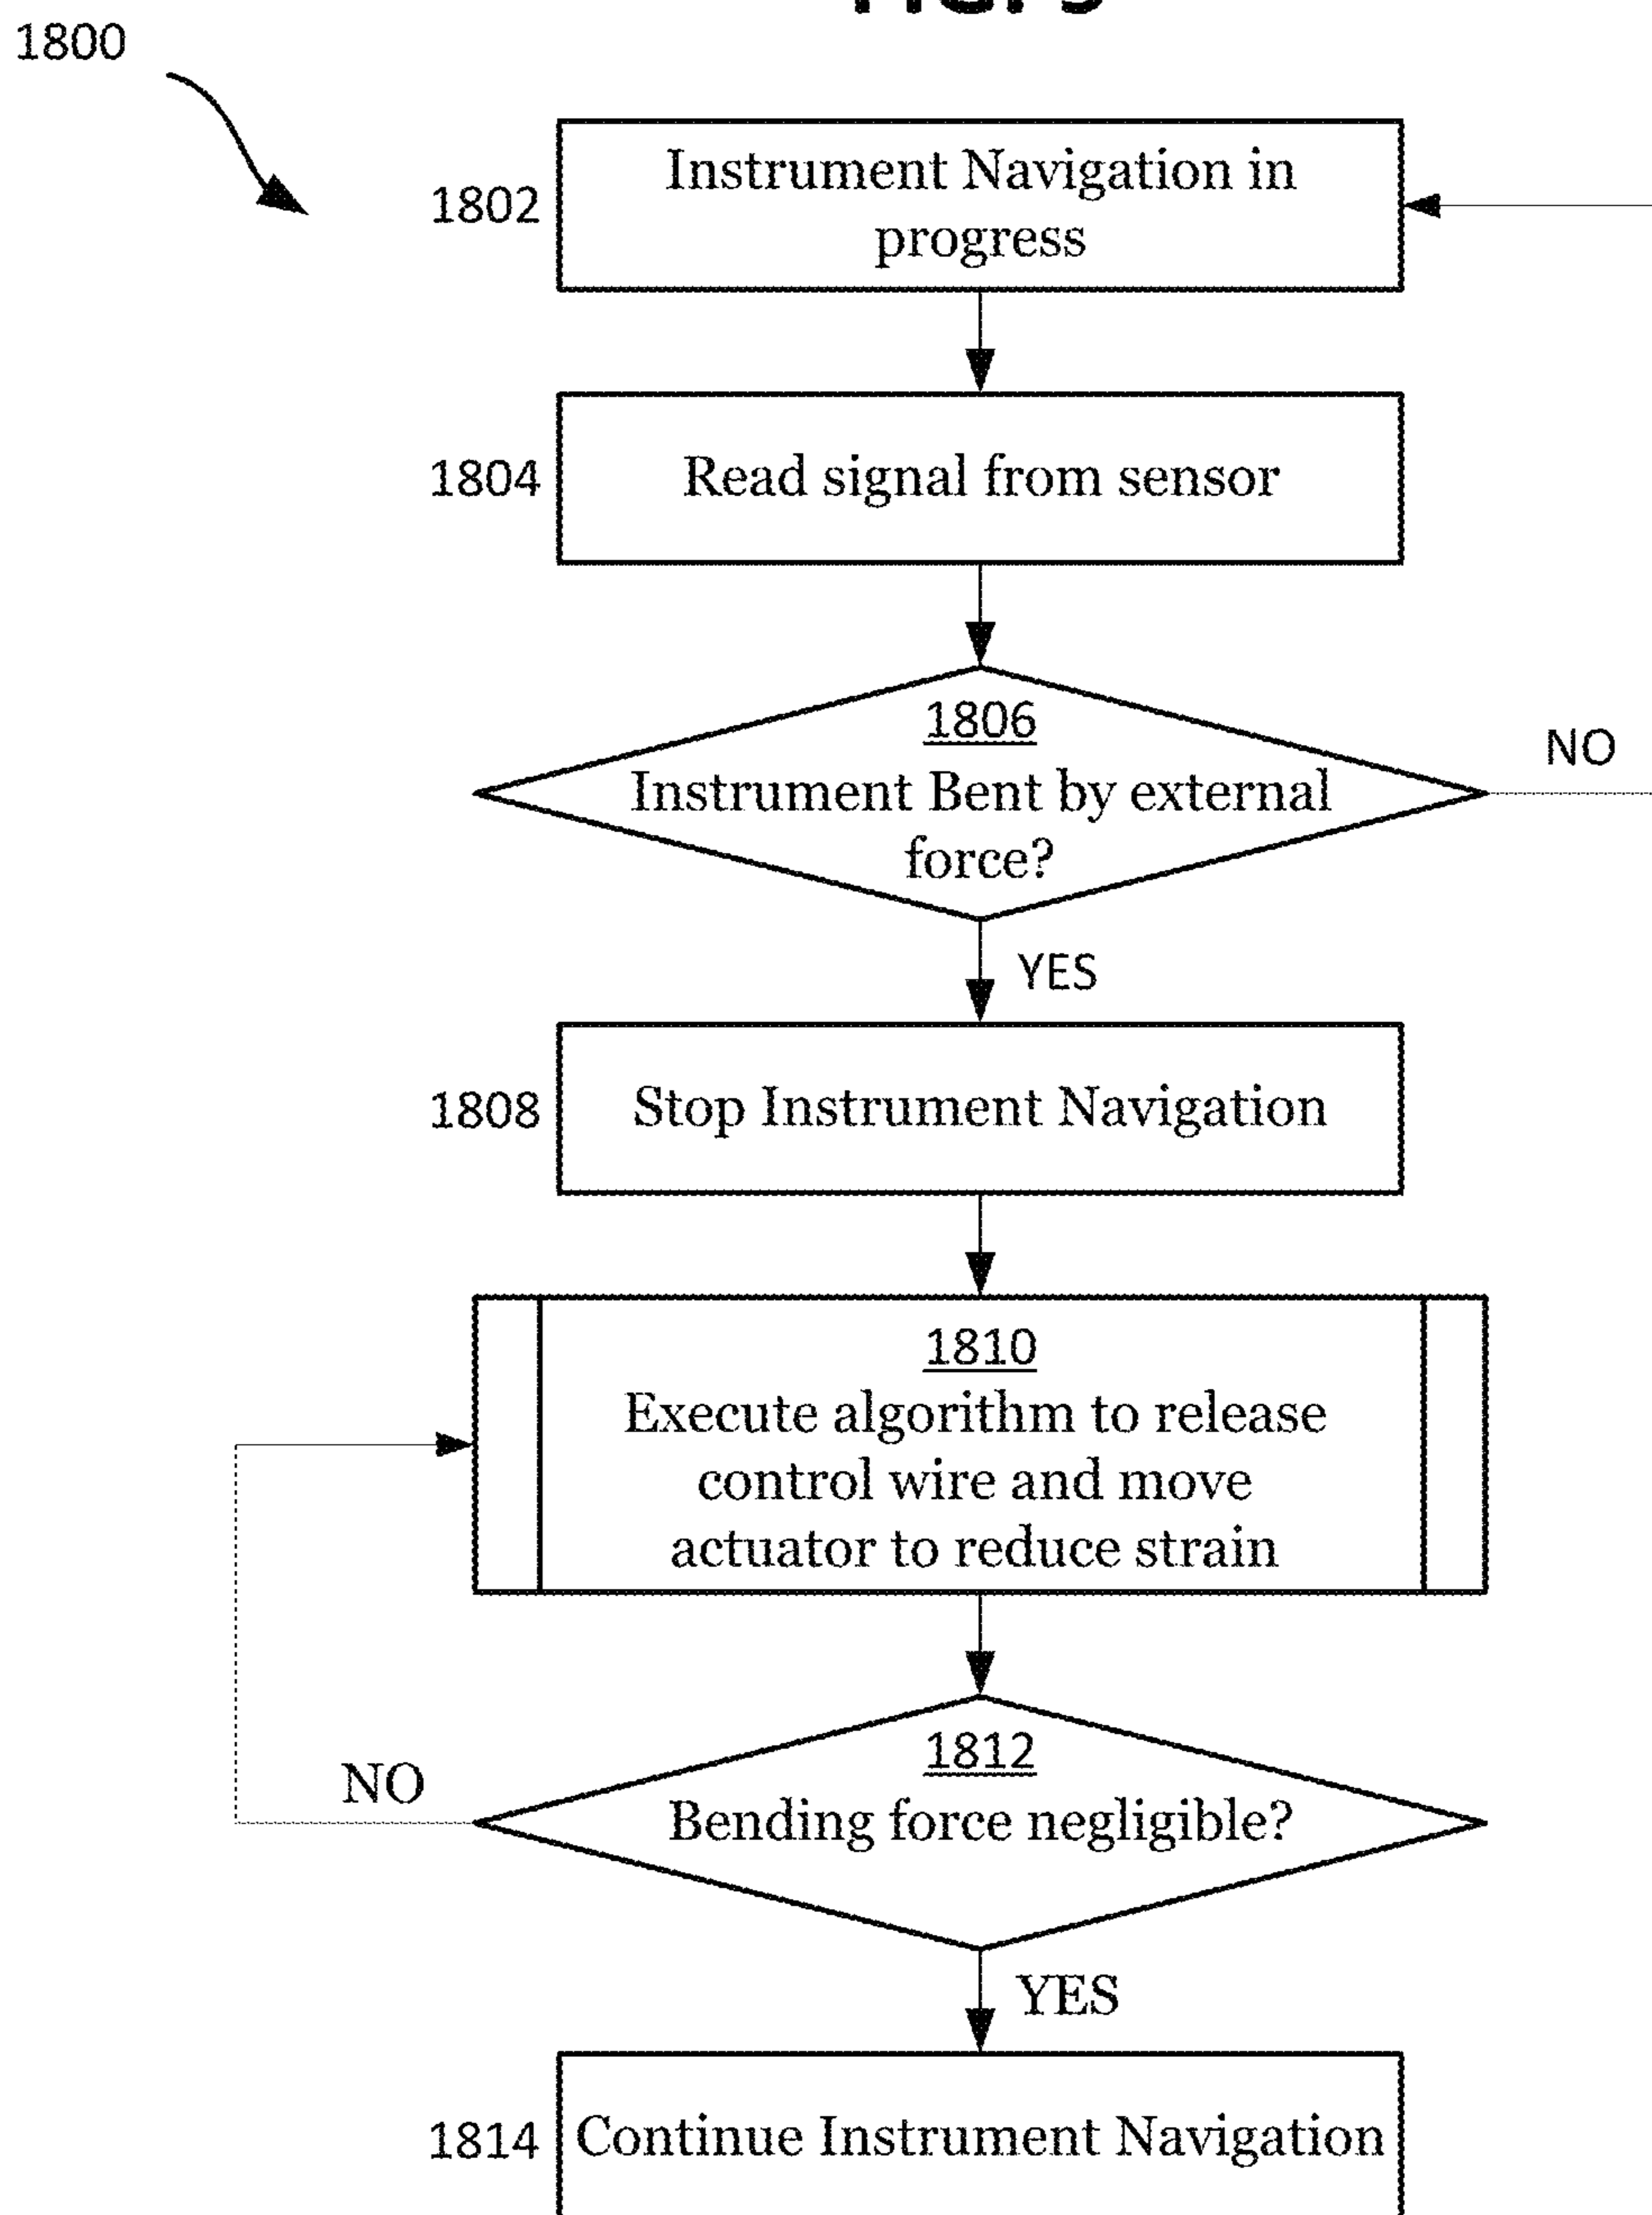 1800
1802
Instrument Navigation in
progress
1804
Read signal from sensor
1806
Instrument Bent by external
force?
NO
YES
1808
Stop Instrument Navigation
1810
Execute algorithm to release
control wire and move
actuator to reduce strain
1812
Bending force negligible?
NO
YES
1814
Continue Instrument Navigation